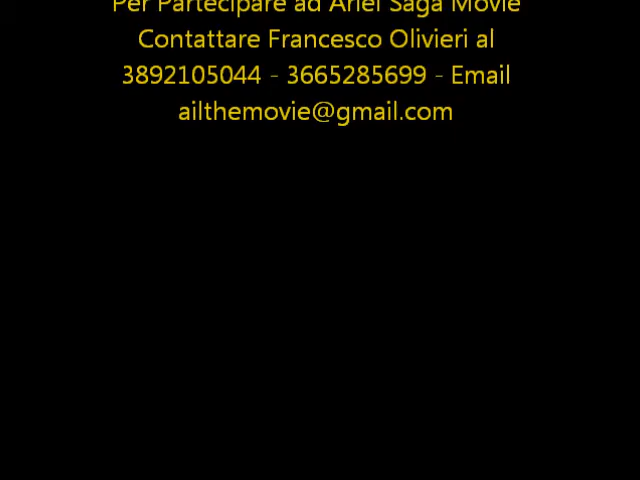 Per Partecipare ad Ariel Saga Movie
Contattare Francesco Olivieri al
3892105044 - 3665285699 - Email
ailthemovie@gmail.com